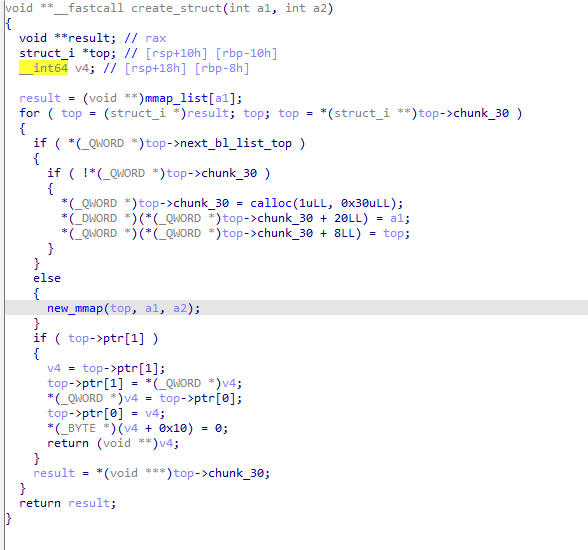 void **__fastcall create_struct(int a1, int a2)
{
  void **result; // rax
  struct_i *top; // [rsp+10h] [rbp-10h]
  __int64 v4; // [rsp+18h] [rbp-8h]

  result = (void **)mmap_list[a1];
  for ( top = (struct_i *)result; top; top = *(struct_i **)top->chunk_30 )
  {
    if ( *(_QWORD *)top->next_bl_list_top )
    {
      if ( !*(_QWORD *)top->chunk_30 )
      {
        *(_QWORD *)top->chunk_30 = calloc(1uLL, 0x30uLL);
        *(_DWORD *)(*(_QWORD *)top->chunk_30 + 20LL) = a1;
        *(_QWORD *)(*(_QWORD *)top->chunk_30 + 8LL) = top;
      }
    }
    else
    {
      new_mmap(top, a1, a2);
    }
    if ( top->ptr[1] )
    {
      v4 = top->ptr[1];
      top->ptr[1] = *(_QWORD *)v4;
      *(_QWORD *)v4 = top->ptr[0];
      top->ptr[0] = v4;
      *(_BYTE *)(v4 + 0x10) = 0;
      return (void **)v4;
    }
    result = *(void ***)top->chunk_30;
  }
  return result;
}